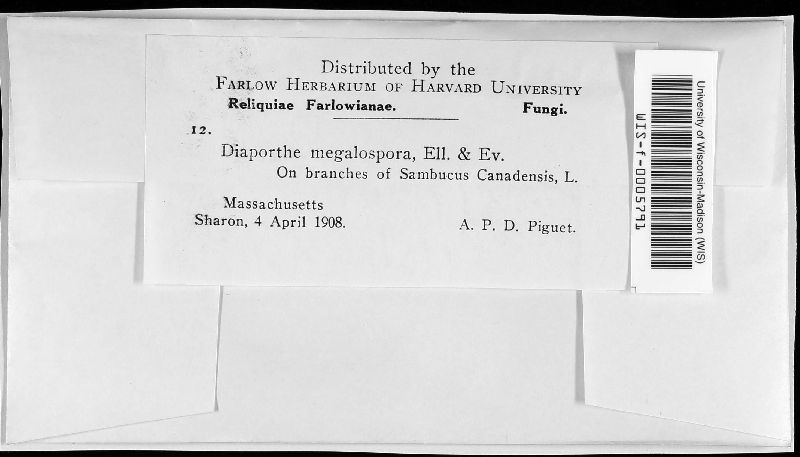 Distributed by the
FARLOW HERBARIUM OF HARVARD UNIVERSITY
Reliquiae Farlowianae. Fungi.
12.
Diaporthe megalospora, Ell. & Ev.
On branches of Sambucus Canadensis, L.
Massachusetts
Sharon, 4 April 1908. A. P. D. Piguet.
University of Wisconsin-Madison (WIS)
WIS-f-0005791